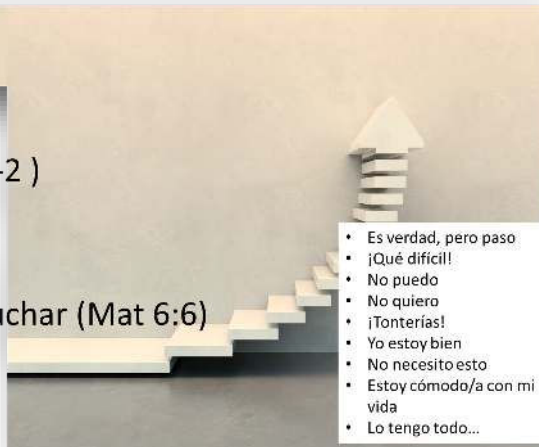 -2 )
char (Mat 6:6)
• Es verdad, pero paso
• ¡Qué difícil!
• No puedo
• No quiero
• ¡Tonterías!
• Yo estoy bien
• No necesito esto
• Estoy cómodo/a con mi
vida
• Lo tengo todo...